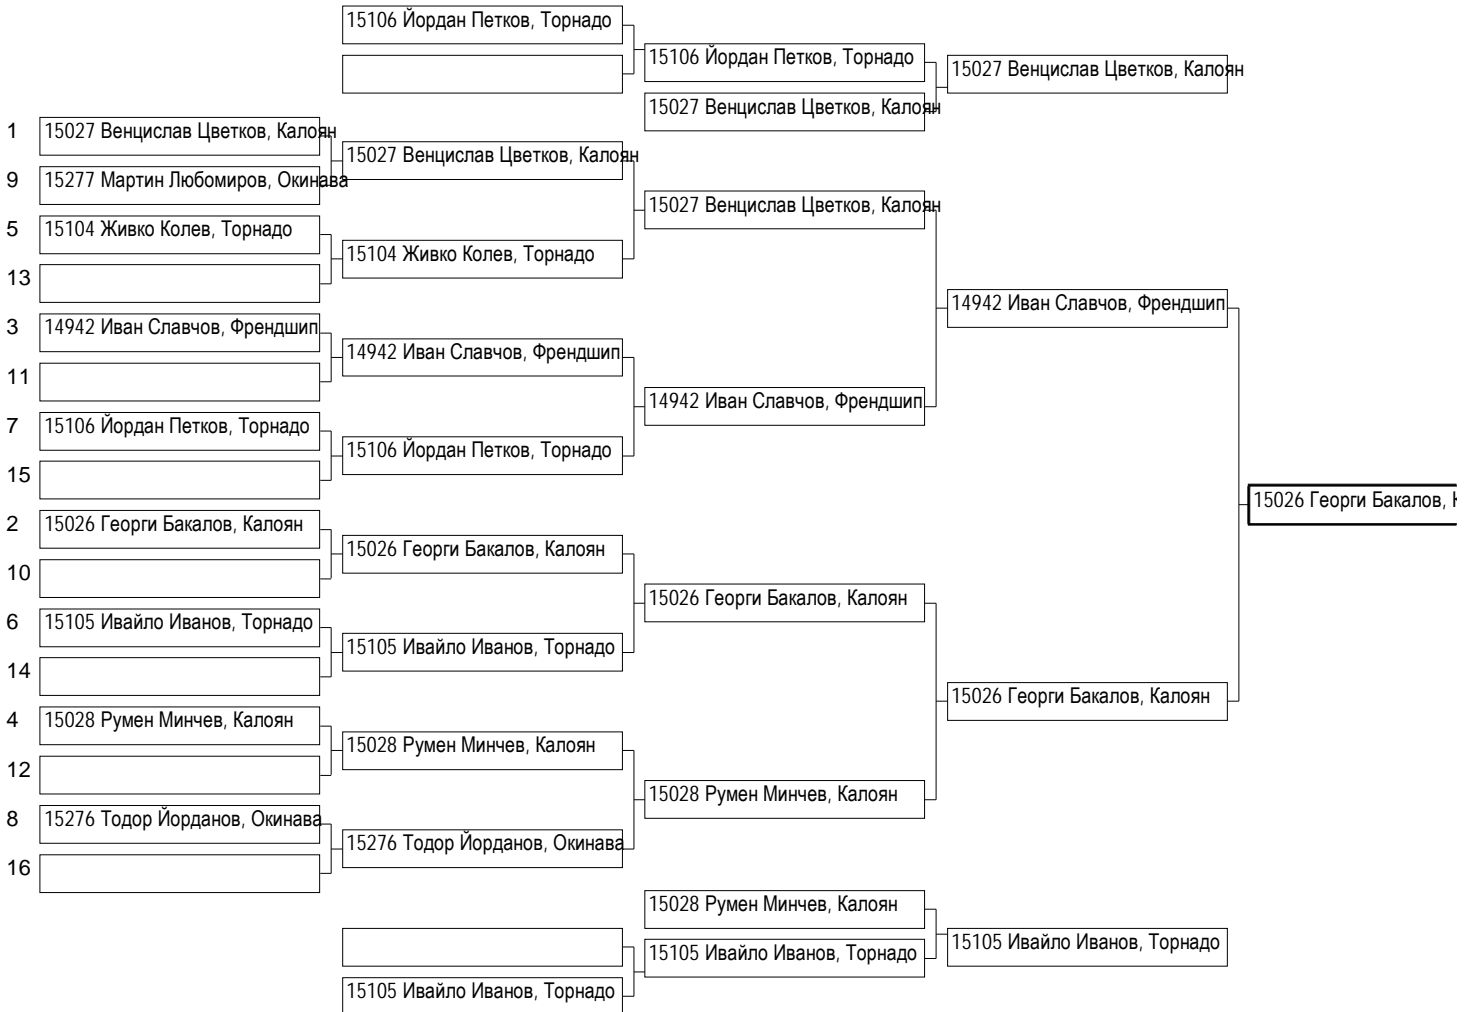 15106 Йордан Петков, Торнадо
15106 Йордан Петков, Торнадо
15027 Венцислав Цветков, Калоян
15027 Венцислав Цветков, Калоян
1 15027 Венцислав Цветков, Калоян
15027 Венцислав Цветков, Калоян
9 15277 Мартин Любомиров, Окинава
15027 Венцислав Цветков, Калоян
5 15104 Живко Колев, Торнадо
15104 Живко Колев, Торнадо
13
14942 Иван Славчов, Френдшип
3 14942 Иван Славчов, Френдшип
14942 Иван Славчов, Френдшип
11
14942 Иван Славчов, Френдшип
7 15106 Йордан Петков, Торнадо
15106 Йордан Петков, Торнадо
15
15026 Георги Бакалов,
2 15026 Георги Бакалов, Калоян
15026 Георги Бакалов, Калоян
10
15026 Георги Бакалов, Калоян
6 15105 Ивайло Иванов, Торнадо
15105 Ивайло Иванов, Торнадо
14
15026 Георги Бакалов, Калоян
4 15028 Румен Минчев, Калоян
15028 Румен Минчев, Калоян
12
15028 Румен Минчев, Калоян
8 15276 Тодор Йорданов, Окинава
15276 Тодор Йорданов, Окинава
16
15028 Румен Минчев, Калоян
15105 Ивайло Иванов, Торнадо
15105 Ивайло Иванов, Торнадо
15105 Ивайло Иванов, Торнадо